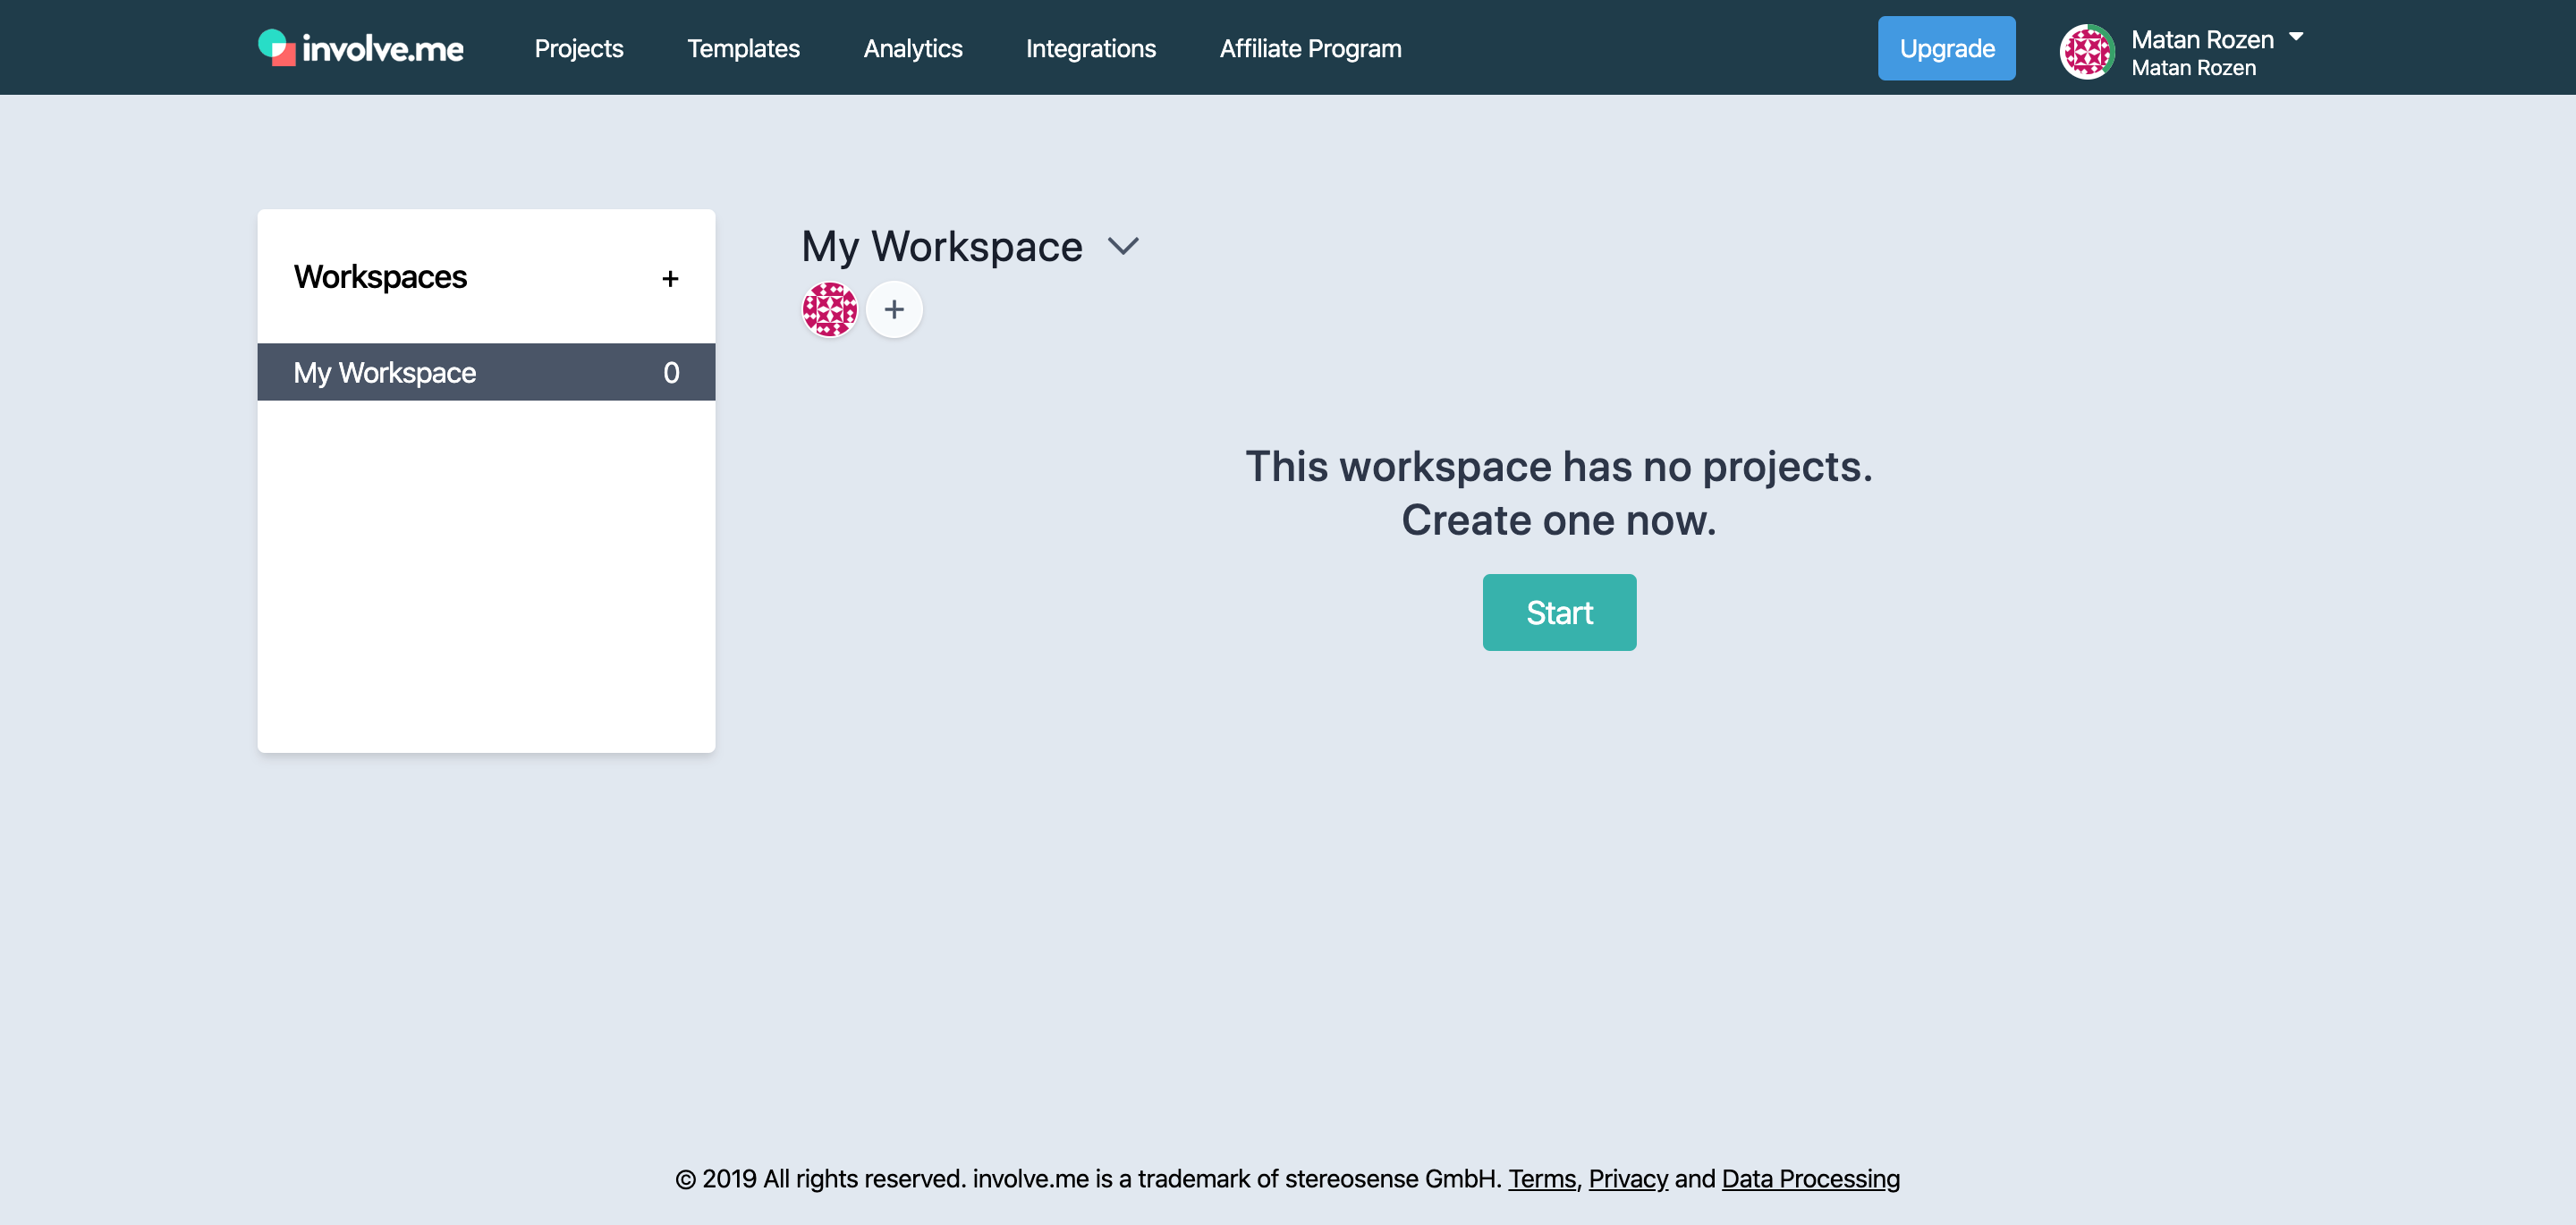 involve.me Projects Templates Analytics Integrations Affiliate Program Upgrade Matan Rozen
Matan Rozen
Workspaces +
My Workspace 0
My Workspace
+
This workspace has no projects.
Create one now.
Start
© 2019 All rights reserved. involve.me is a trademark of stereosense GmbH. Terms, Privacy and Data Processing